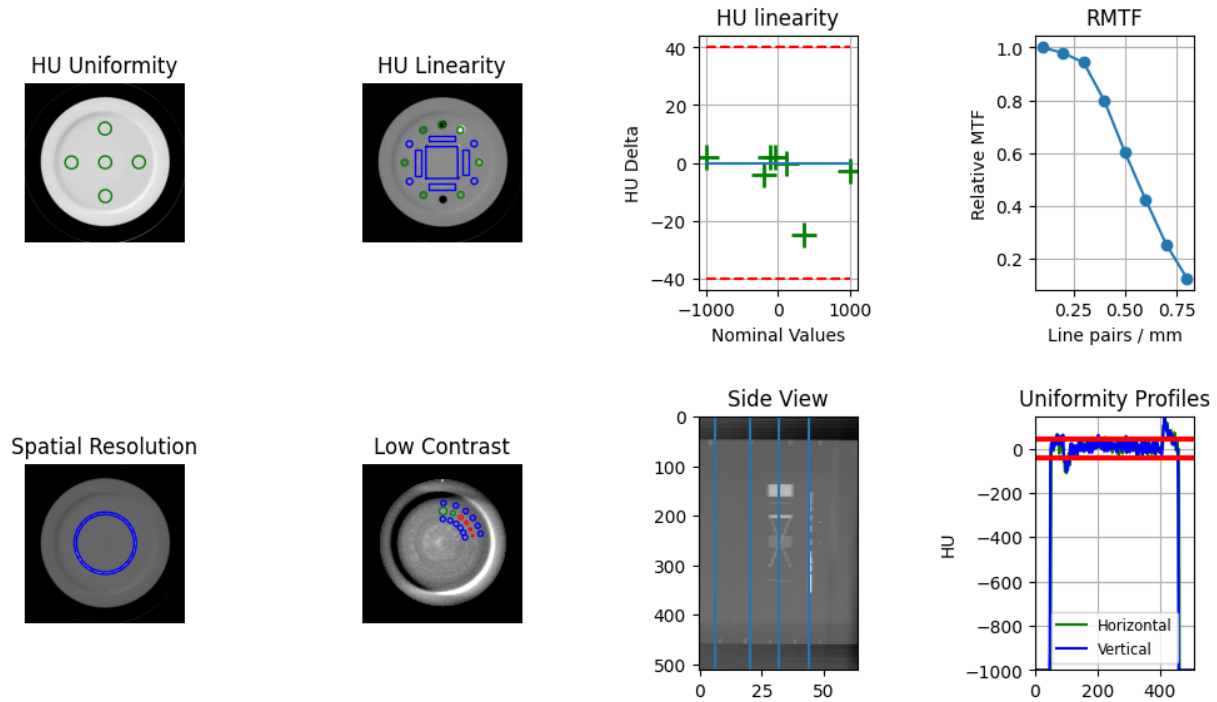 HU Uniformity
HU Linearity
HU linearity
HU Delta
40
20
0
−20
−40
−1000
0
1000
Nominal Values
RMTF
Relative MTF
1.0
0.8
0.6
0.4
0.2
0.25
0.50
0.75
Line pairs / mm
Spatial Resolution
Low Contrast
Side View
0
100
200
300
400
500
0
25
50
Uniformity Profiles
HU
0
−200
−400
−600
−800
−1000
Horizontal
Vertical
0
200
400